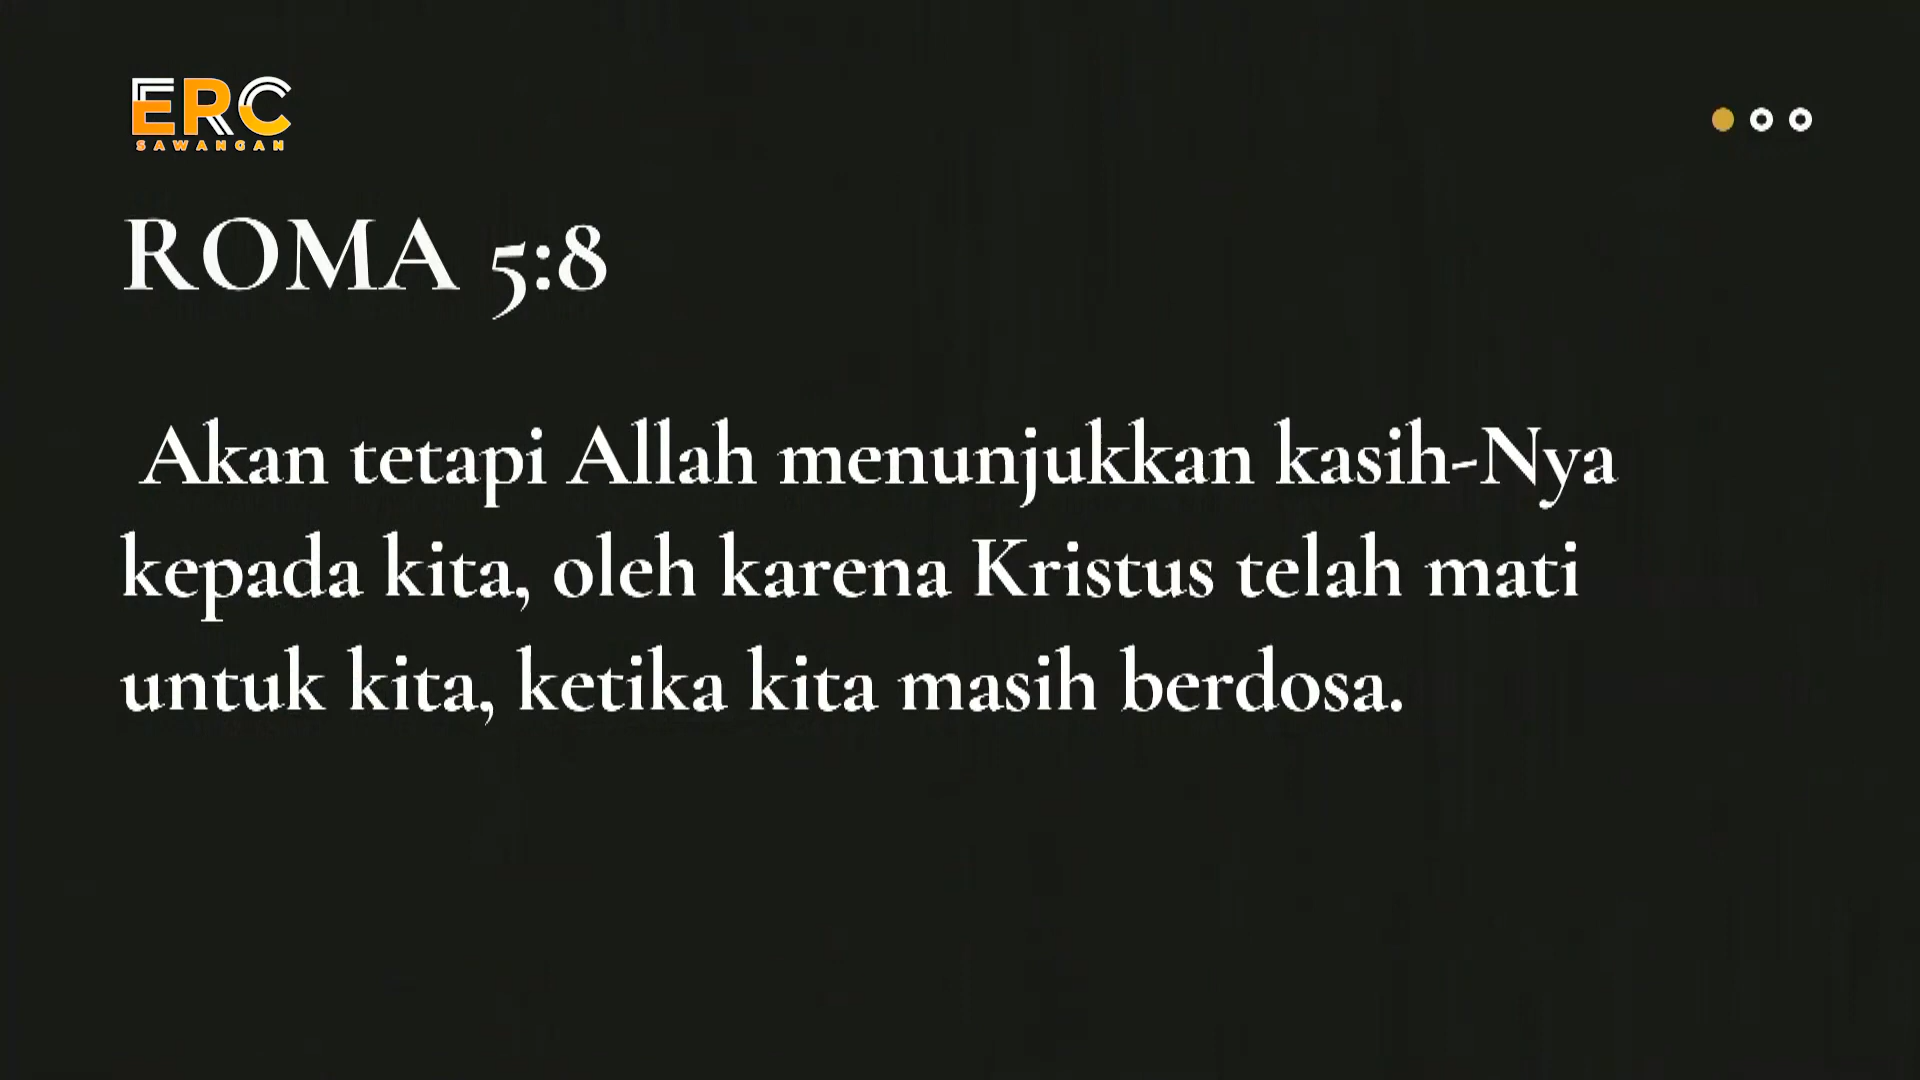 ERC
SAWANGAN
ROMA 5:8
Akan tetapi Allah menunjukkan kasih-Nya
kepada kita, oleh karena Kristus telah mati
untuk kita, ketika kita masih berdosa.